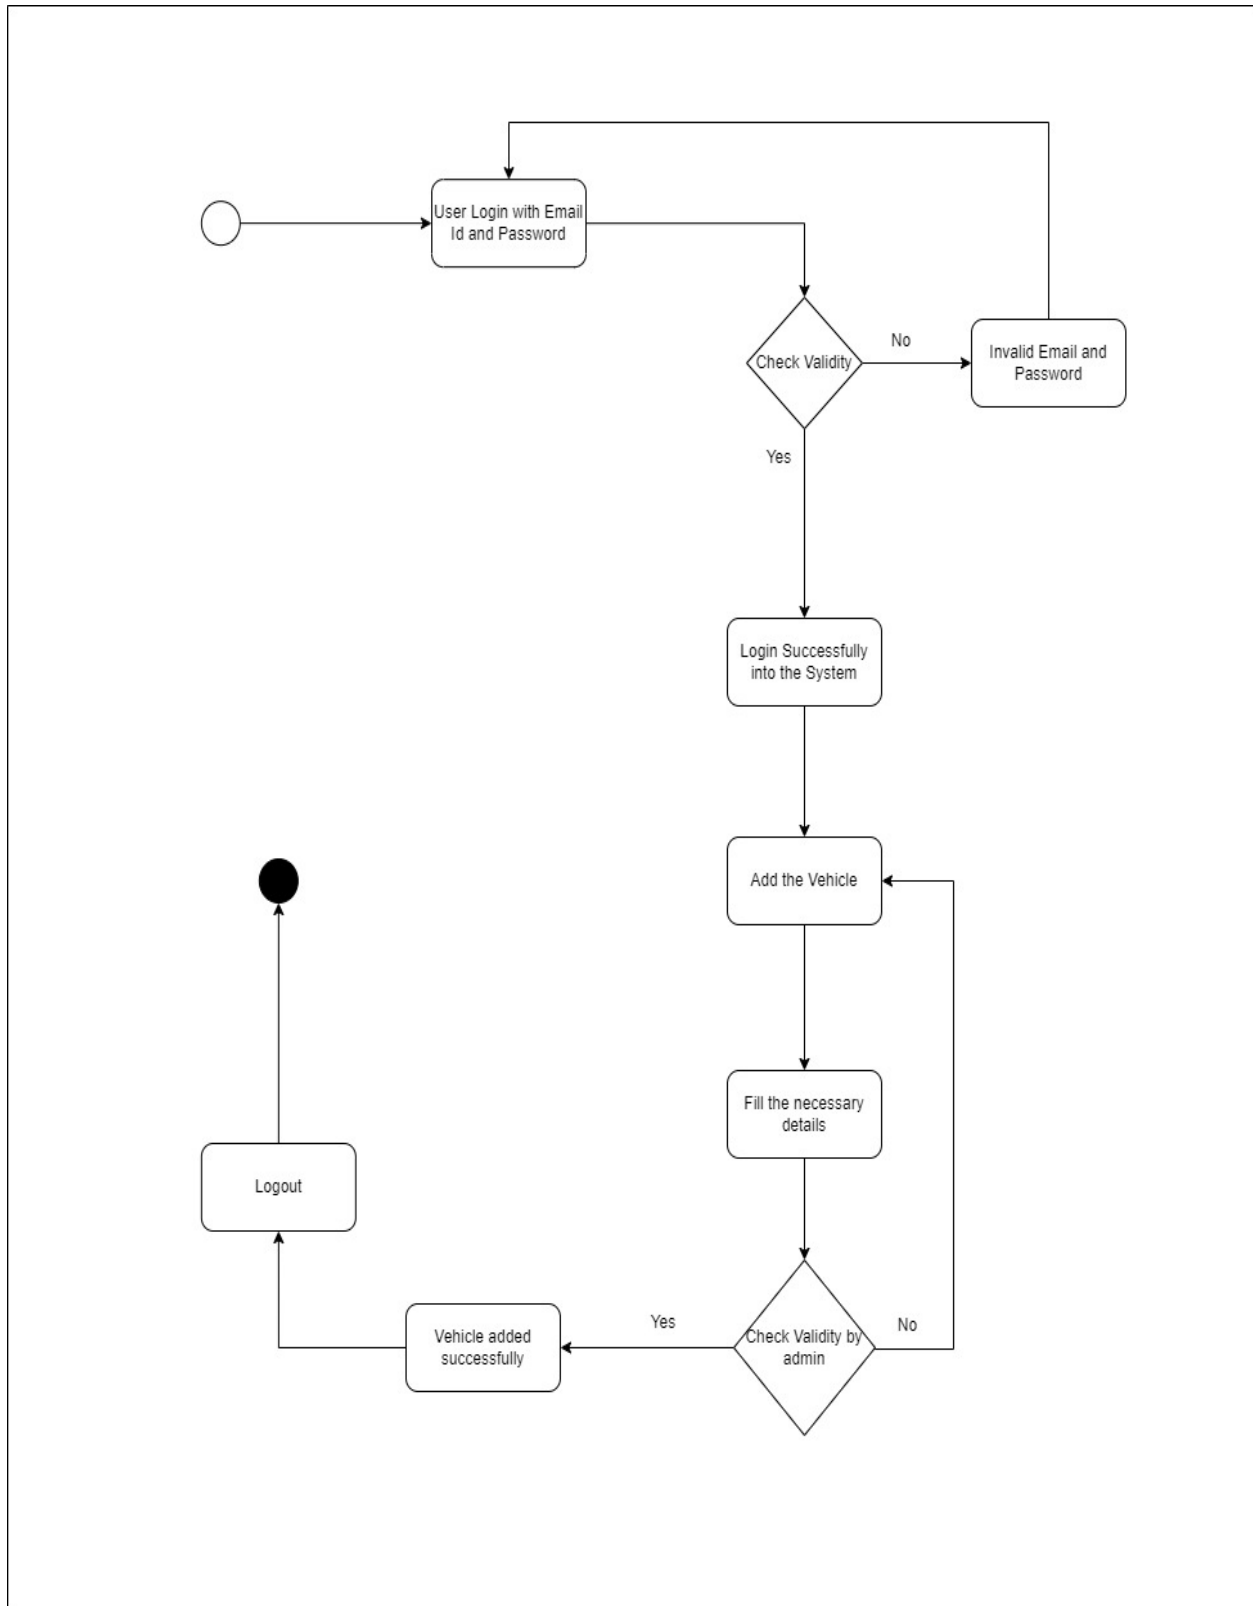 User Login with Email
Id and Password
Check Validity
No
Invalid Email and
Password
Yes
Login Successfully
into the System
Add the Vehicle
Fill the necessary
details
Logout
Vehicle added
successfully
Yes
Check Validity by
admin
No